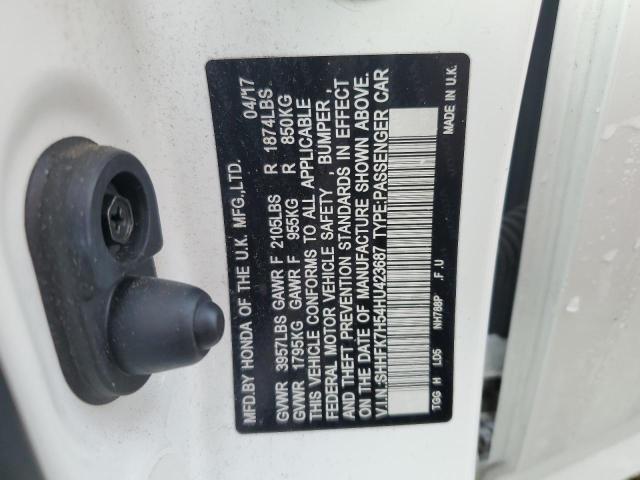 MFD.BY HONDA OF THE U.K. MFG.,LTD. 04/17
GVWR 3957LBS GAWR F 2105LBS R 1874LBS
GVWR 1795KG GAWR F 955KG R 850KG
THIS VEHICLE CONFORMS TO ALL APPLICABLE
FEDERAL MOTOR VEHICLE SAFETY , BUMPER ,
AND THEFT PREVENTION STANDARDS IN EFFECT
ON THE DATE OF MANUFACTURE SHOWN ABOVE.
V.I.N:SHHFK7H54HU423687 TYPE:PASSENGER CAR
TGG H LD5 NH788P .F.U MADE IN U.K.